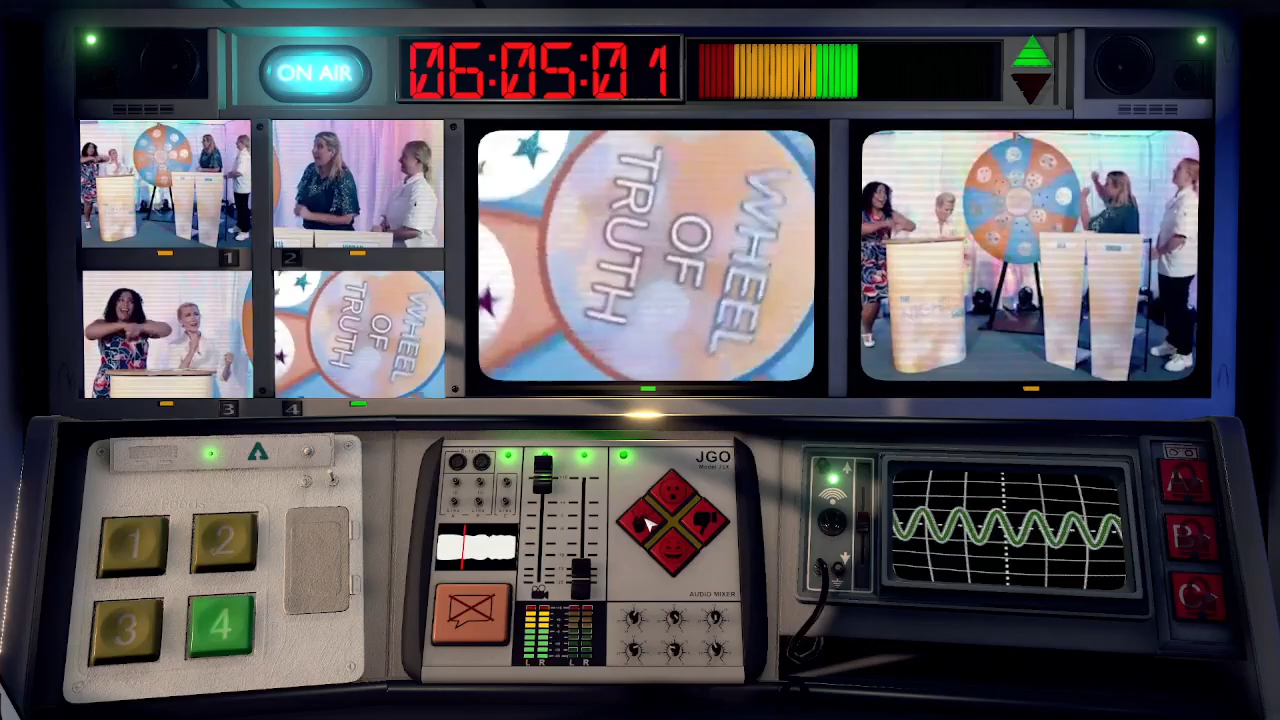 ON AIR
06:05:01
1
2
3
4
WHEEL
OF
TRUTH
WHEEL
OF
TRUTH
1
2
3
4
JGO
AUDIO MIXER
L R
L R
A
B
C